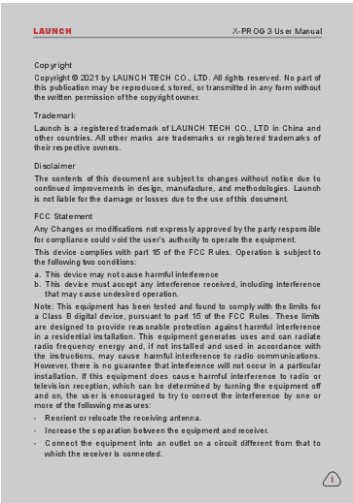 LAUNCH
X-PROG 3 User Manual
Copyright
Copyright © 2021 by LAUNCH TECH CO., LTD. All rights reserved. No part of
this publication may be reproduced, stored, or transmitted in any form without
the written permission of the copyright owner.
Trademark
Launch is a registered trademark of LAUNCH TECH CO., LTD in China and
other countries. All other marks are trademarks or registered trademarks of
their respective owners.
Disclaimer
The contents of this document are subject to changes without notice due to
continued improvements in design, manufacture, and methodologies. Launch
is not liable for the damage or losses due to the use of this document.
FCC Statement
Any Changes or modifications not expressly approved by the party responsible
for compliance could void the user's authority to operate the equipment.
This device complies with part 15 of the FCC Rules. Operation is subject to
the following two conditions:
a. This device may not cause harmful interference
b. This device must accept any interference received, including interference
that may cause undesired operation.
Note: This equipment has been tested and found to comply with the limits for
a Class B digital device, pursuant to part 15 of the FCC Rules. These limits
are designed to provide reasonable protection against harmful interference
in a residential installation. This equipment generates uses and can radiate
radio frequency energy and, if not installed and used in accordance with
the instructions, may cause harmful interference to radio communications.
However, there is no guarantee that interference will not occur in a particular
installation. If this equipment does cause harmful interference to radio or
television reception, which can be determined by turning the equipment off
and on, the user is encouraged to try to correct the interference by one or
more of the following measures:
· Reorient or relocate the receiving antenna.
· Increase the separation between the equipment and receiver.
· Connect the equipment into an outlet on a circuit different from that to
which the receiver is connected.
I